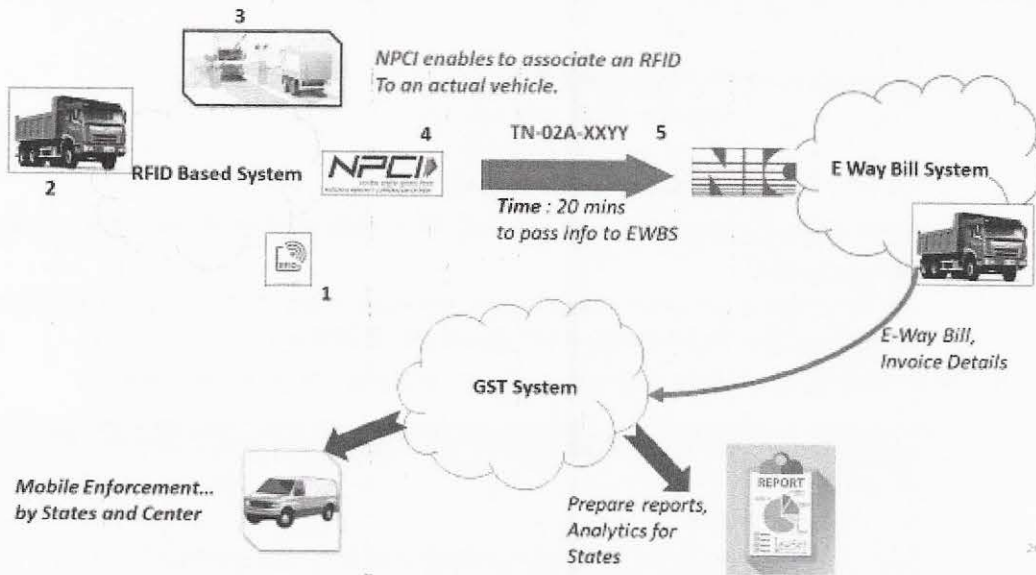 3
NPCI enables to associate an RFID
To an actual vehicle.
4
TN-02A-XXYY
5
2
RFID Based System
NPCI
E Way Bill System
Time : 20 mins
to pass info to EWBS
RFID
1
E-Way Bill,
Invoice Details
GST System
Mobile Enforcement...
by States and Center
Prepare reports,
Analytics for
States
REPORT